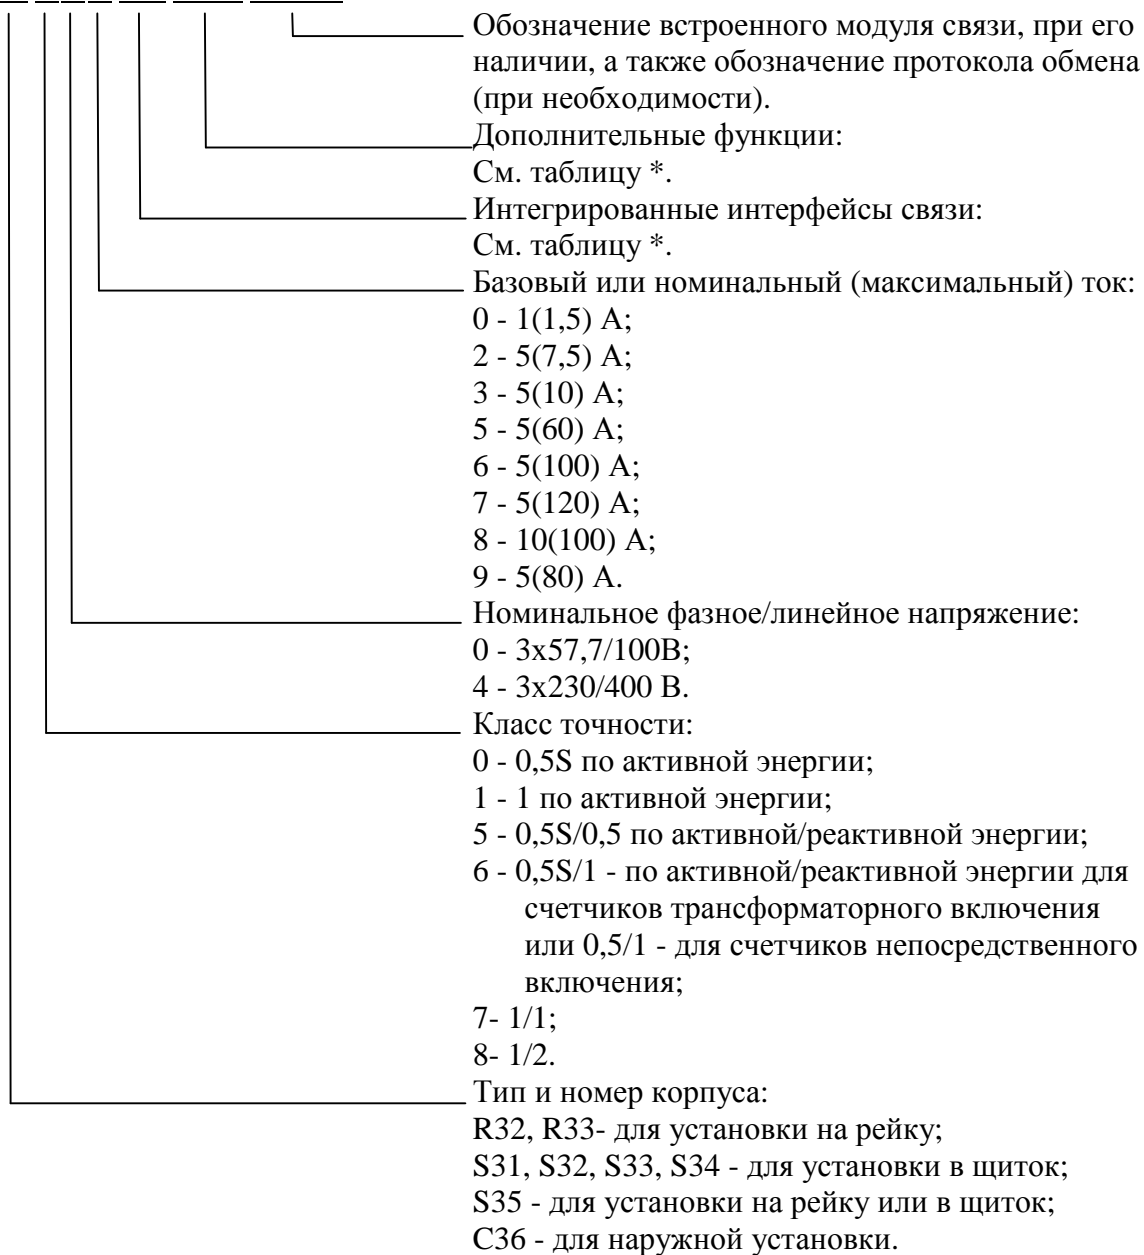 Обозначение встроенного модуля связи, при его
наличии, а также обозначение протокола обмена
(при необходимости).
Дополнительные функции:
См. таблицу *.
Интегрированные интерфейсы связи:
См. таблицу *.
Базовый или номинальный (максимальный) ток:
0 - 1(1,5) А;
2 - 5(7,5) А;
3 - 5(10) А;
5 - 5(60) А;
6 - 5(100) А;
7 - 5(120) А;
8 - 10(100) А;
9 - 5(80) А.
Номинальное фазное/линейное напряжение:
0 - 3х57,7/100В;
4 - 3х230/400 В.
Класс точности:
0 - 0,5S по активной энергии;
1 - 1 по активной энергии;
5 - 0,5S/0,5 по активной/реактивной энергии;
6 - 0,5S/1 - по активной/реактивной энергии для
счетчиков трансформаторного включения
или 0,5/1 - для счетчиков непосредственного
включения;
7- 1/1;
8- 1/2.
Тип и номер корпуса:
R32, R33- для установки на рейку;
S31, S32, S33, S34 - для установки в щиток;
S35 - для установки на рейку или в щиток;
C36 - для наружной установки.